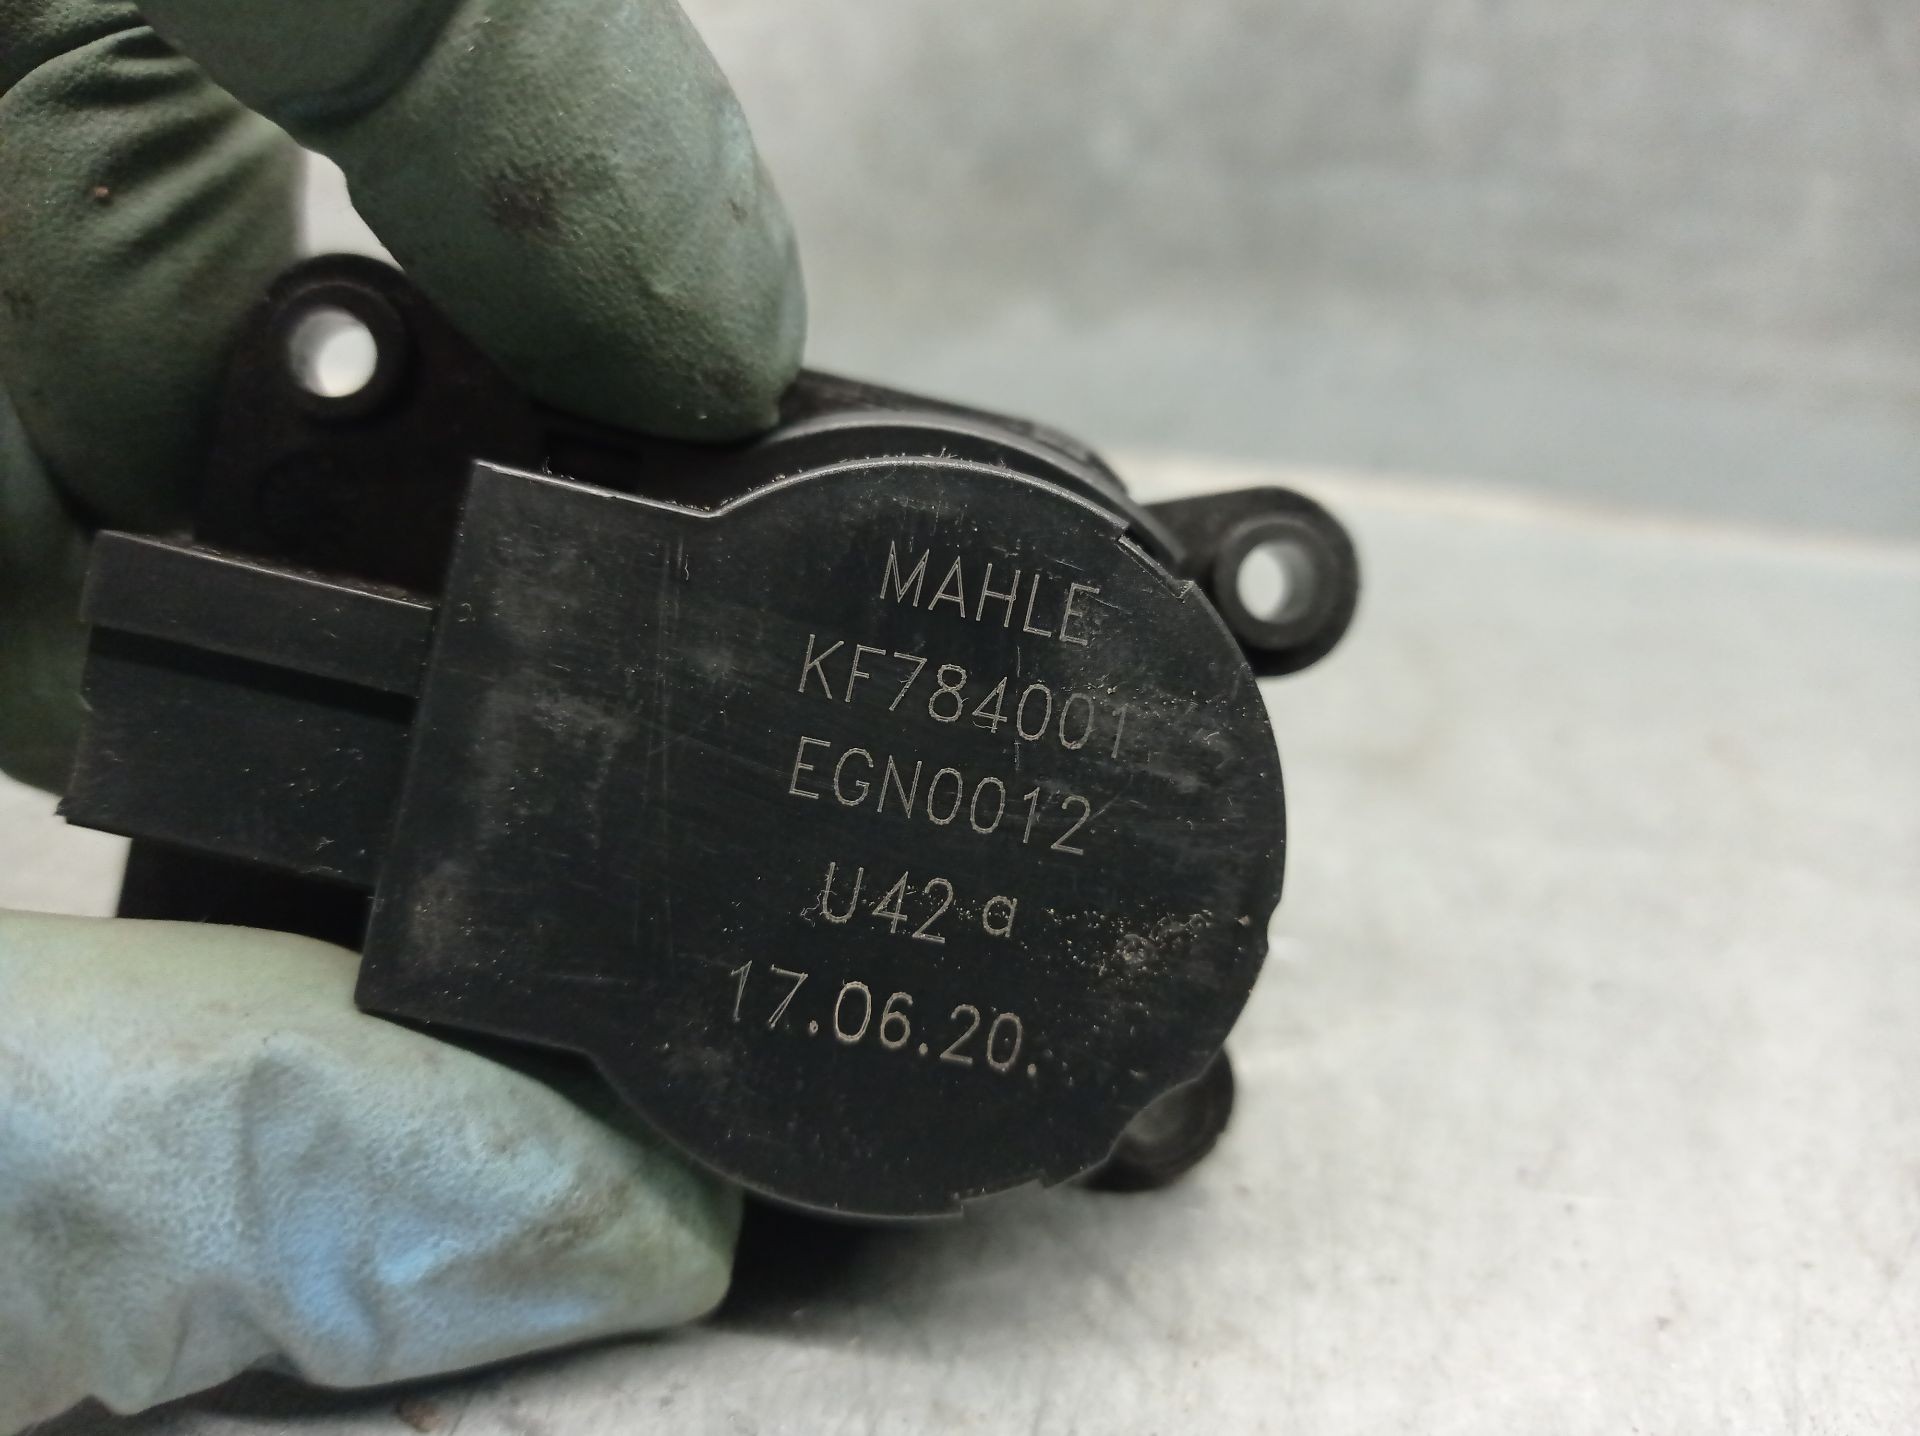 MAHLE
KF784001
EGN0012
U42 a
17.06.20.